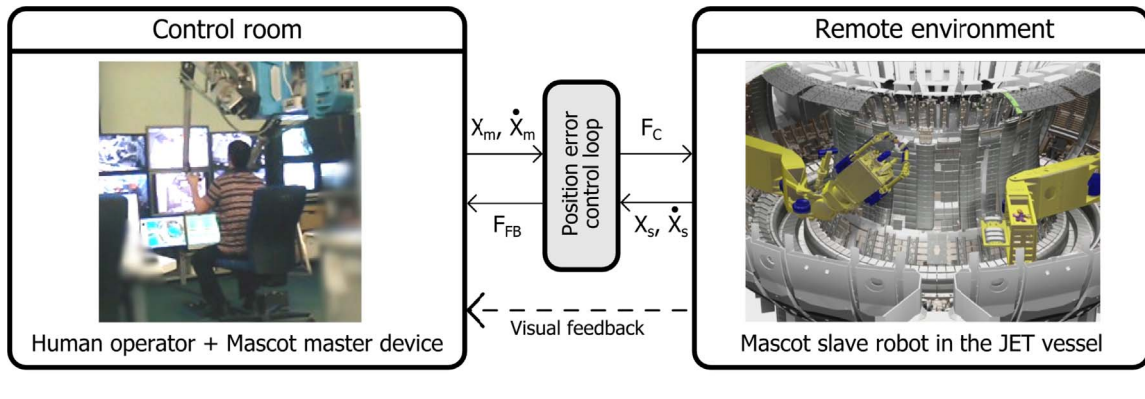 Control room
Human operator + Mascot master device
Xm, Ẋm
FFB
Position error
control loop
FC
Xs, Ẋs
Visual feedback
Remote environment
Mascot slave robot in the JET vessel